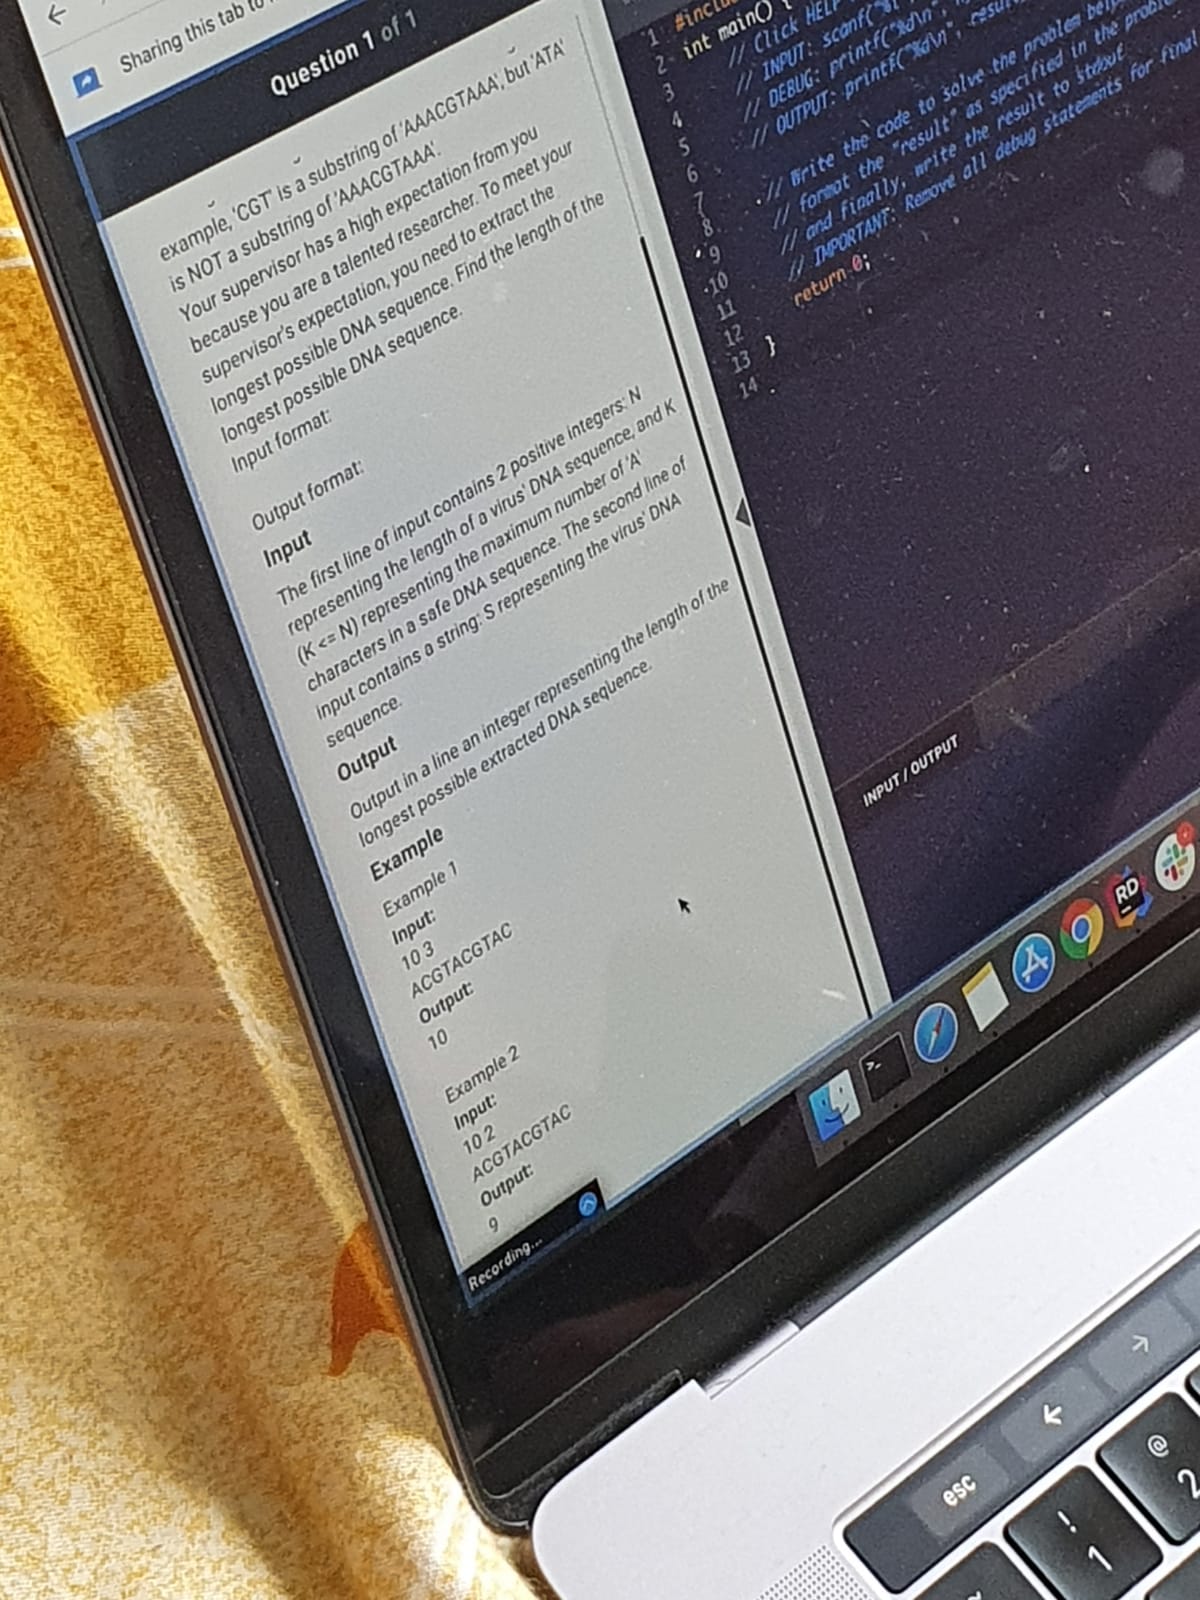 Sharing this tab to
Question 1 of 1
example, 'CGT' is a substring of 'AAACGTAAA', but 'ATA'
is NOT a substring of 'AAACGTAAA'.
Your supervisor has a high expectation from you
because you are a talented researcher. To meet your
supervisor's expectation, you need to extract the
longest possible DNA sequence. Find the length of the
longest possible DNA sequence.
Input format:
Output format:
Input
The first line of input contains 2 positive integers: N
representing the length of a virus' DNA sequence, and K
(K <= N) representing the maximum number of 'A'
characters in a safe DNA sequence. The second line of
input contains a string: S representing the virus' DNA
sequence.
Output
Output in a line an integer representing the length of the
longest possible extracted DNA sequence.
Example
Example 1
Input:
10 3
ACGTACGTAC
Output:
10
Example 2
Input:
10 2
ACGTACGTAC
Output:
9
Recording...
1 #include
2 int main() {
3 // Click HELP
4 // INPUT: scanf("%
5 // DEBUG: printf("%d\n",
6 // OUTPUT: printf("%d\n", resul
7
8 // Write the code to solve the problem
9 // format the "result" as specified in the proble
10 // and finally, write the result to stdout
11 // IMPORTANT: Remove all debug statements for final
12 return 0;
13 }
14
INPUT / OUTPUT
RD
esc
!
1
@
2